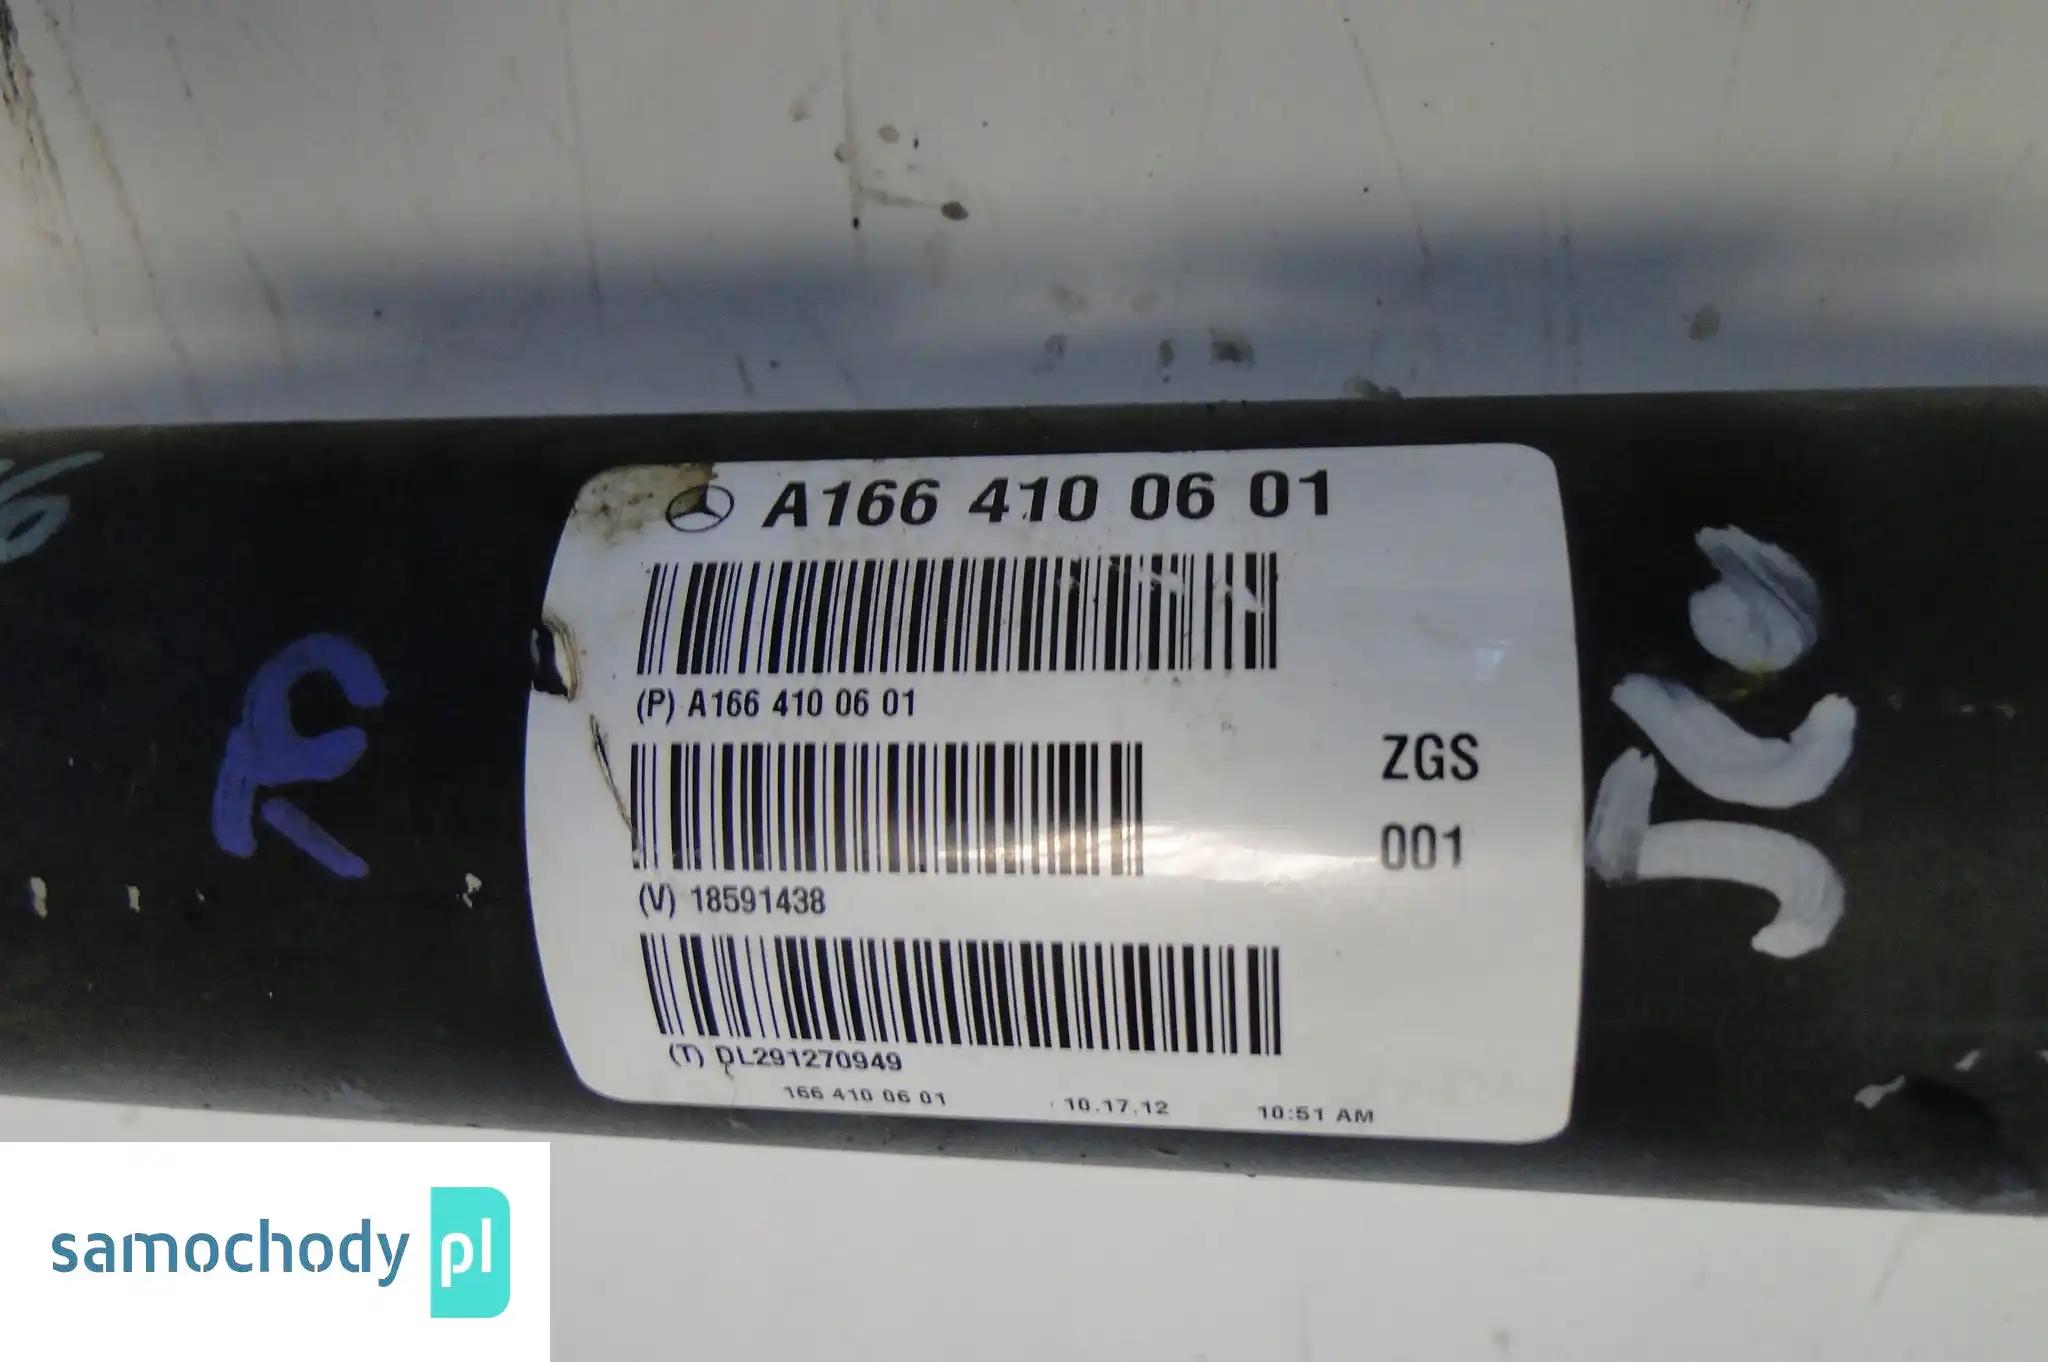 A166 410 06 01
(P) A166 410 06 01
ZGS
001
(V) 18591438
(T) DL291270949
166 410 06 01 10.17.12 10:51 AM
samochody pl